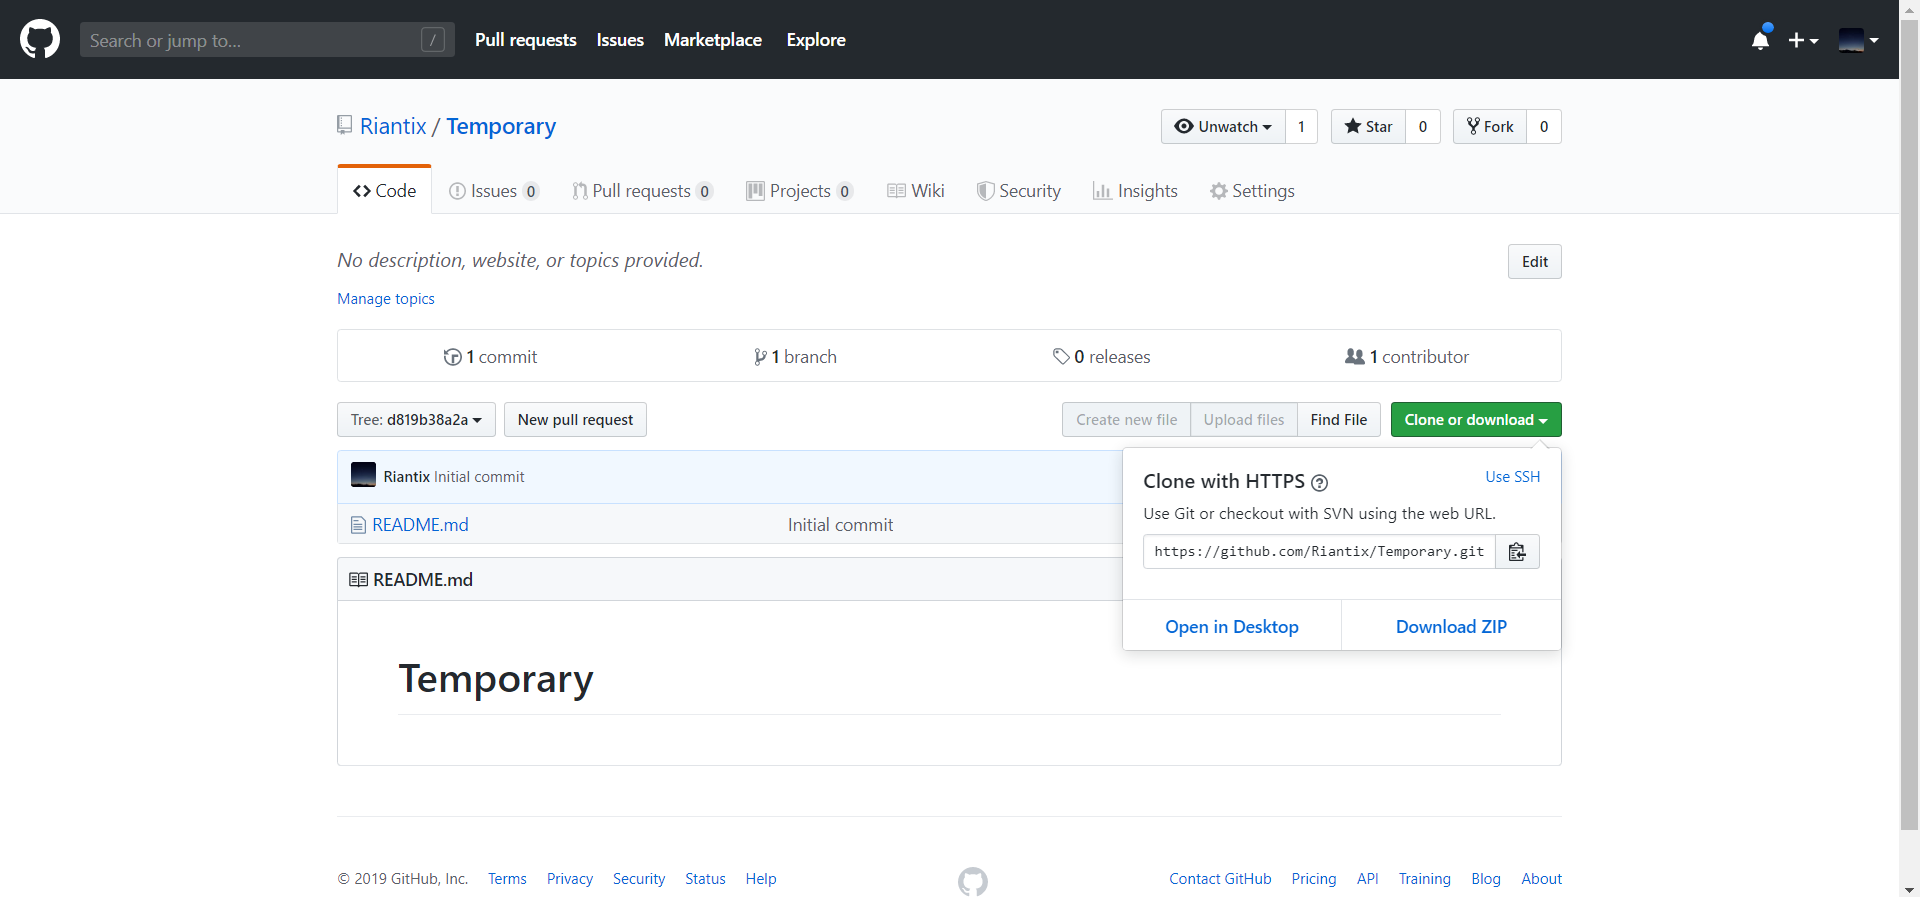 Search or jump to... /
Pull requests Issues Marketplace Explore
Riantix / Temporary
Unwatch 1 Star 0 Fork 0
Code Issues 0 Pull requests 0 Projects 0 Wiki Security Insights Settings
No description, website, or topics provided.
Edit
Manage topics
1 commit 1 branch 0 releases 1 contributor
Tree: d819b38a2a New pull request Create new file Upload files Find File Clone or download
Riantix Initial commit
README.md Initial commit
Clone with HTTPS ? Use SSH
Use Git or checkout with SVN using the web URL.
https://github.com/Riantix/Temporary.git
Open in Desktop Download ZIP
README.md
Temporary
© 2019 GitHub, Inc. Terms Privacy Security Status Help Contact GitHub Pricing API Training Blog About